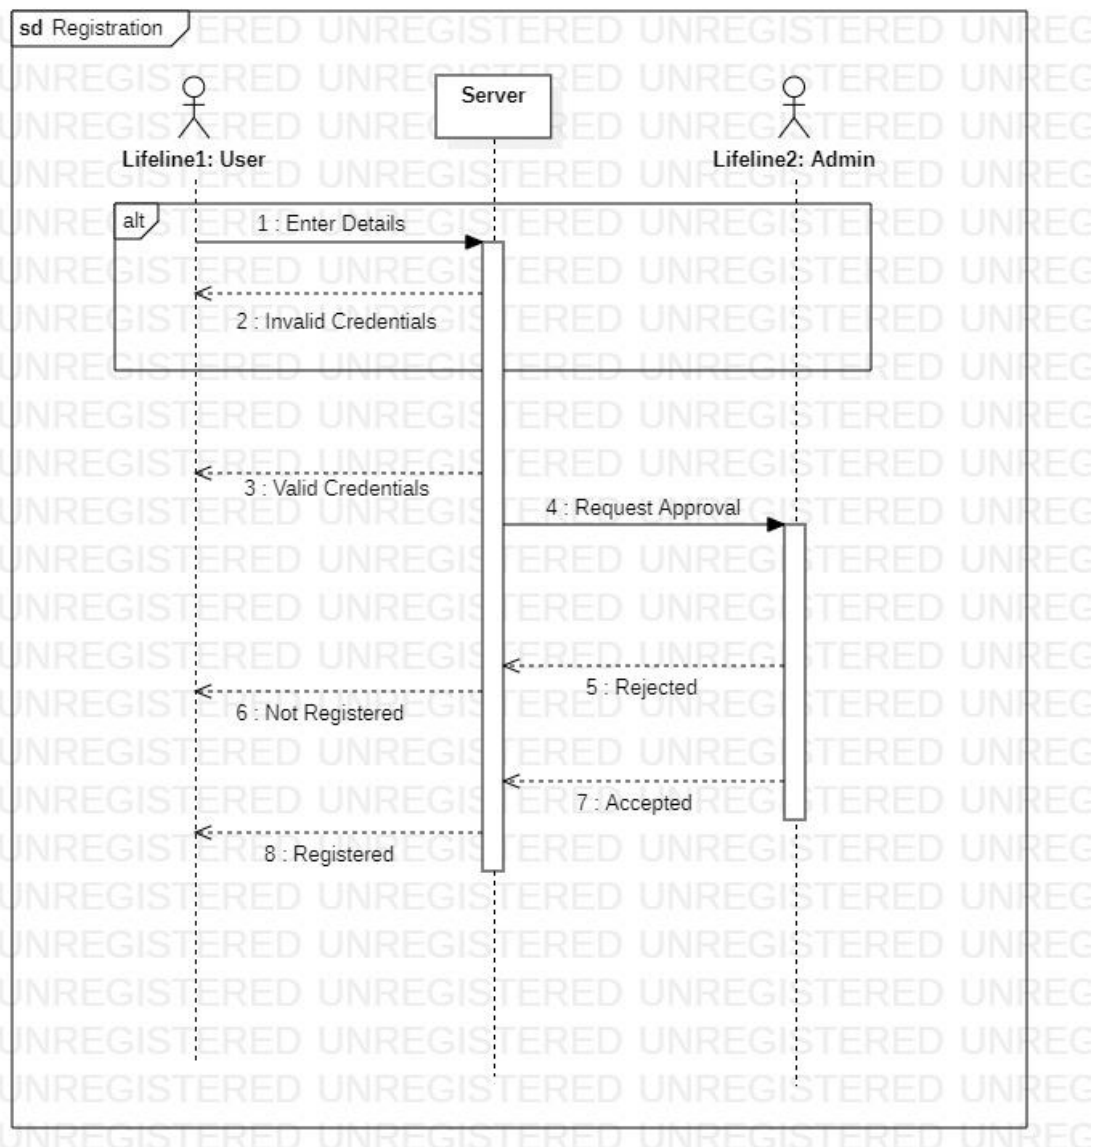 sd Registration
Server
Lifeline1: User
Lifeline2: Admin
alt
1 : Enter Details
2 : Invalid Credentials
3 : Valid Credentials
4 : Request Approval
5 : Rejected
6 : Not Registered
7 : Accepted
8 : Registered
UNREGISTERED